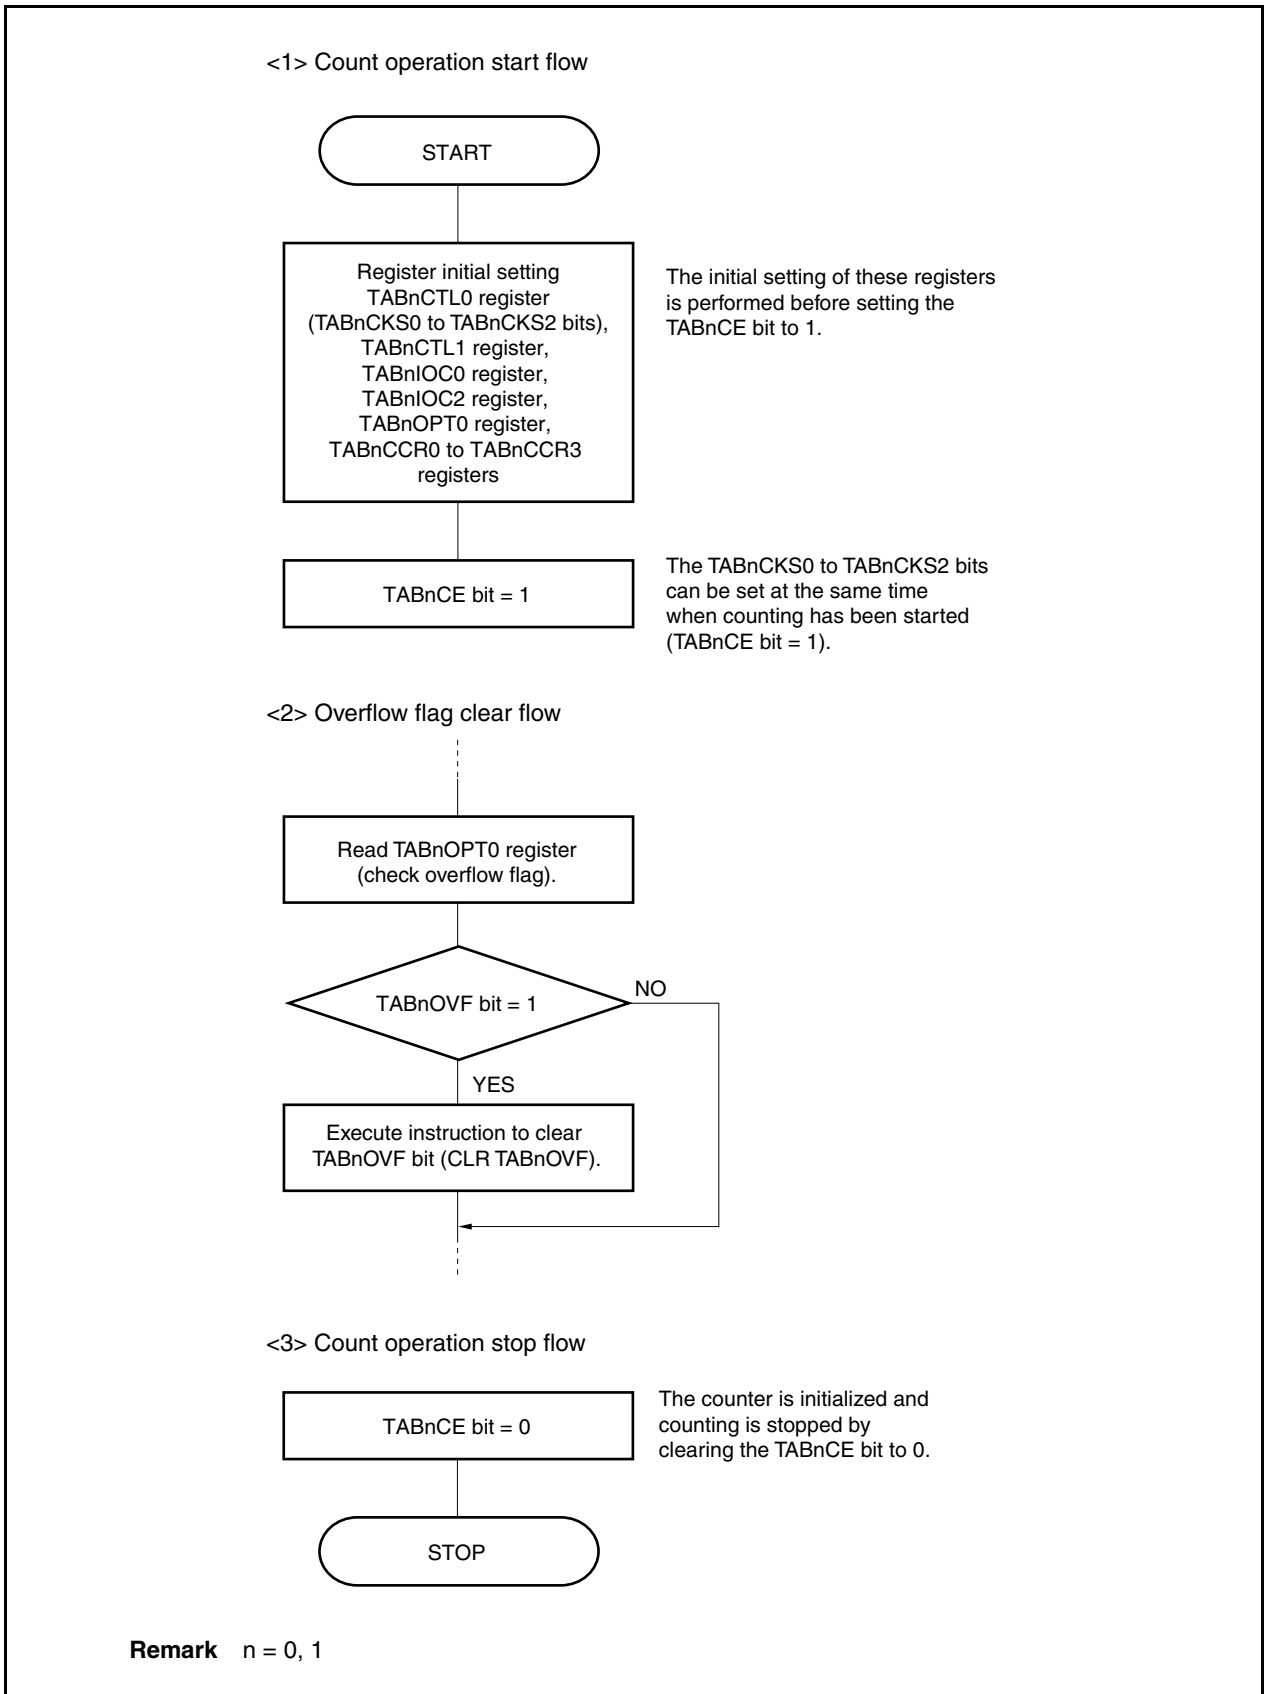 <1> Count operation start flow
START
Register initial setting
TABnCTL0 register
(TABnCKS0 to TABnCKS2 bits),
TABnCTL1 register,
TABnIOC0 register,
TABnIOC2 register,
TABnOPT0 register,
TABnCCR0 to TABnCCR3
registers
The initial setting of these registers
is performed before setting the
TABnCE bit to 1.
TABnCE bit = 1
The TABnCKS0 to TABnCKS2 bits
can be set at the same time
when counting has been started
(TABnCE bit = 1).
<2> Overflow flag clear flow
Read TABnOPT0 register
(check overflow flag).
TABnOVF bit = 1
NO
YES
Execute instruction to clear
TABnOVF bit (CLR TABnOVF).
<3> Count operation stop flow
TABnCE bit = 0
The counter is initialized and
counting is stopped by
clearing the TABnCE bit to 0.
STOP
Remark n = 0, 1